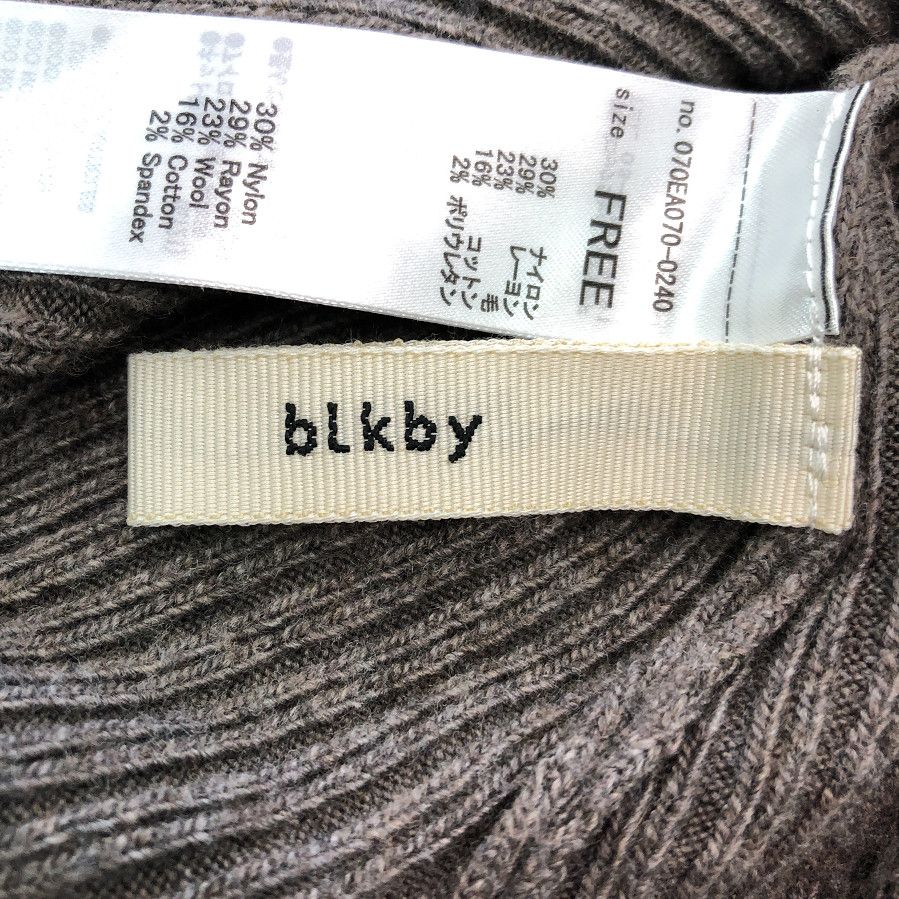 no. 070EA070-0240
size
FREE
30% ナイロン
29% レーヨン
23% 毛
16% コットン
2% ポリウレタン
30% Nylon
29% Rayon
23% Wool
16% Cotton
2% Spandex
blkby